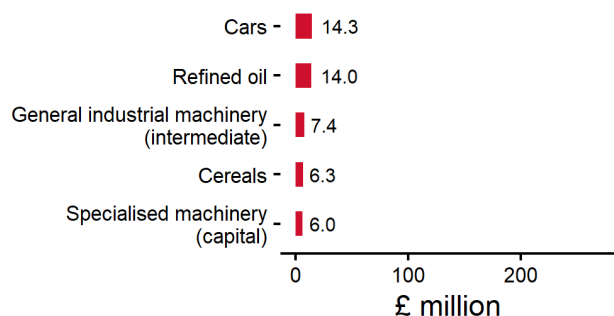 Cars 14.3
Refined oil 14.0
General industrial machinery
(intermediate) 7.4
Cereals 6.3
Specialised machinery
(capital) 6.0
0 100 200
£ million